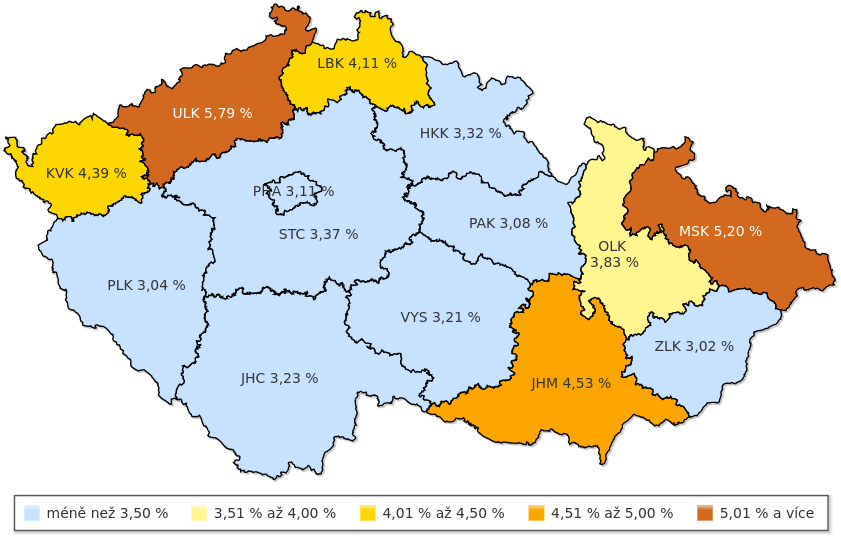 LBK 4,11 %
ULK 5,79 %
HKK 3,32 %
KVK 4,39 %
PHA 3,11 %
PAK 3,08 %
MSK 5,20 %
STC 3,37 %
OLK
3,83 %
PLK 3,04 %
VYS 3,21 %
ZLK 3,02 %
JHC 3,23 %
JHM 4,53 %
méně než 3,50 %
3,51 % až 4,00 %
4,01 % až 4,50 %
4,51 % až 5,00 %
5,01 % a více